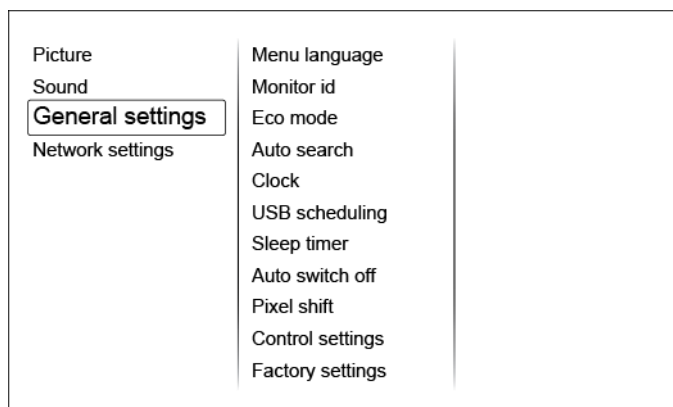 Picture
Sound
General settings
Network settings
Menu language
Monitor id
Eco mode
Auto search
Clock
USB scheduling
Sleep timer
Auto switch off
Pixel shift
Control settings
Factory settings